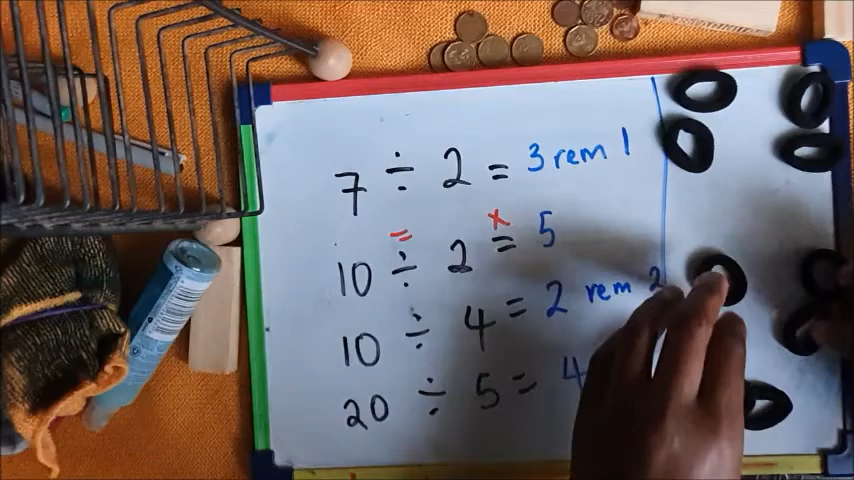 7 ÷ 2 = 3 rem 1
= ×
10 ÷ 2 = 5
10 ÷ 4 = 2 rem 2
20 ÷ 5 = 4